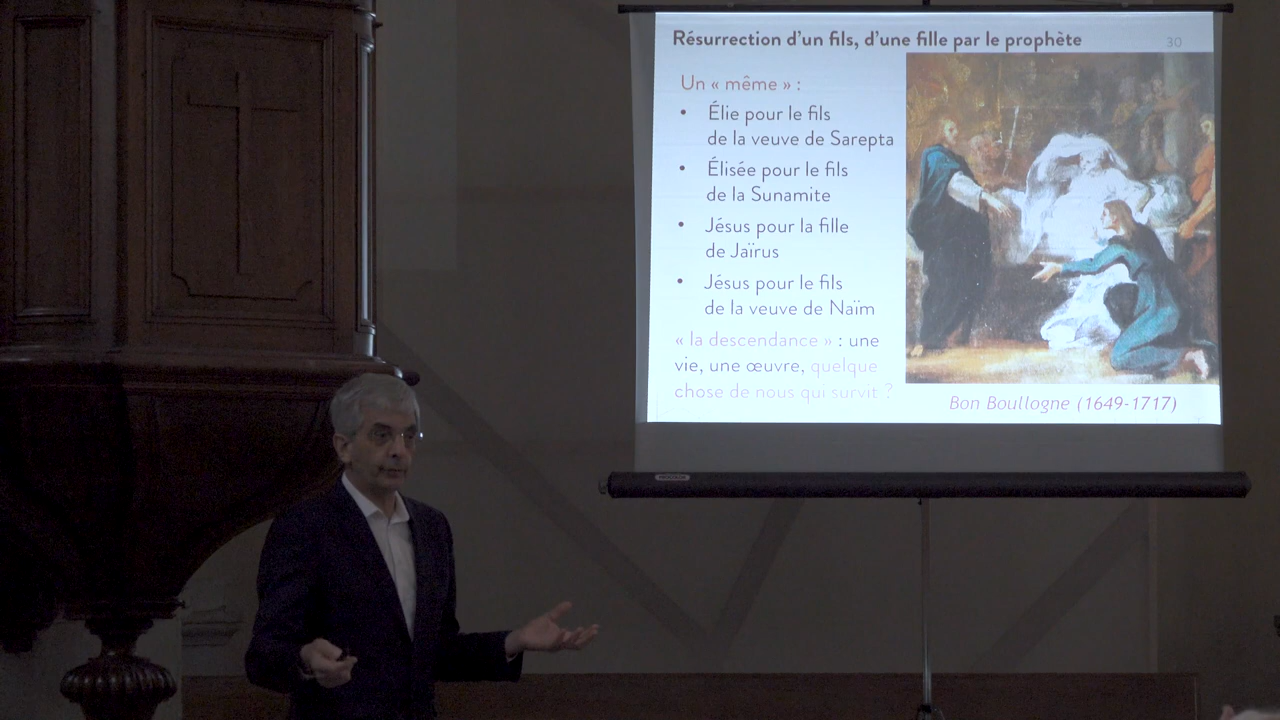 Résurrection d'un fils, d'une fille par le prophète
30
Un « même » :
• Élie pour le fils
de la veuve de Sarepta
• Élisée pour le fils
de la Sunamite
• Jésus pour la fille
de Jaïrus
• Jésus pour le fils
de la veuve de Naïm
« la descendance » : une
vie, une œuvre, quelque
chose de nous qui survit ?
Bon Boullogne (1649-1717)